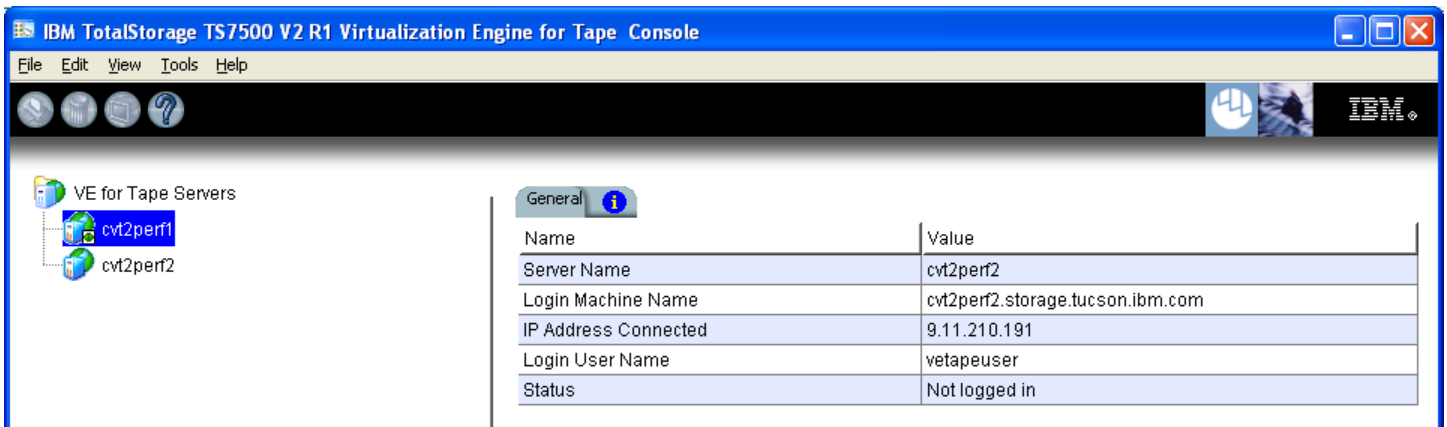 IBM TotalStorage TS7500 V2 R1 Virtualization Engine for Tape Console
File Edit View Tools Help
IBM
VE for Tape Servers
cvt2perf1
cvt2perf2
General
Name Value
Server Name cvt2perf2
Login Machine Name cvt2perf2.storage.tucson.ibm.com
IP Address Connected 9.11.210.191
Login User Name vetapeuser
Status Not logged in